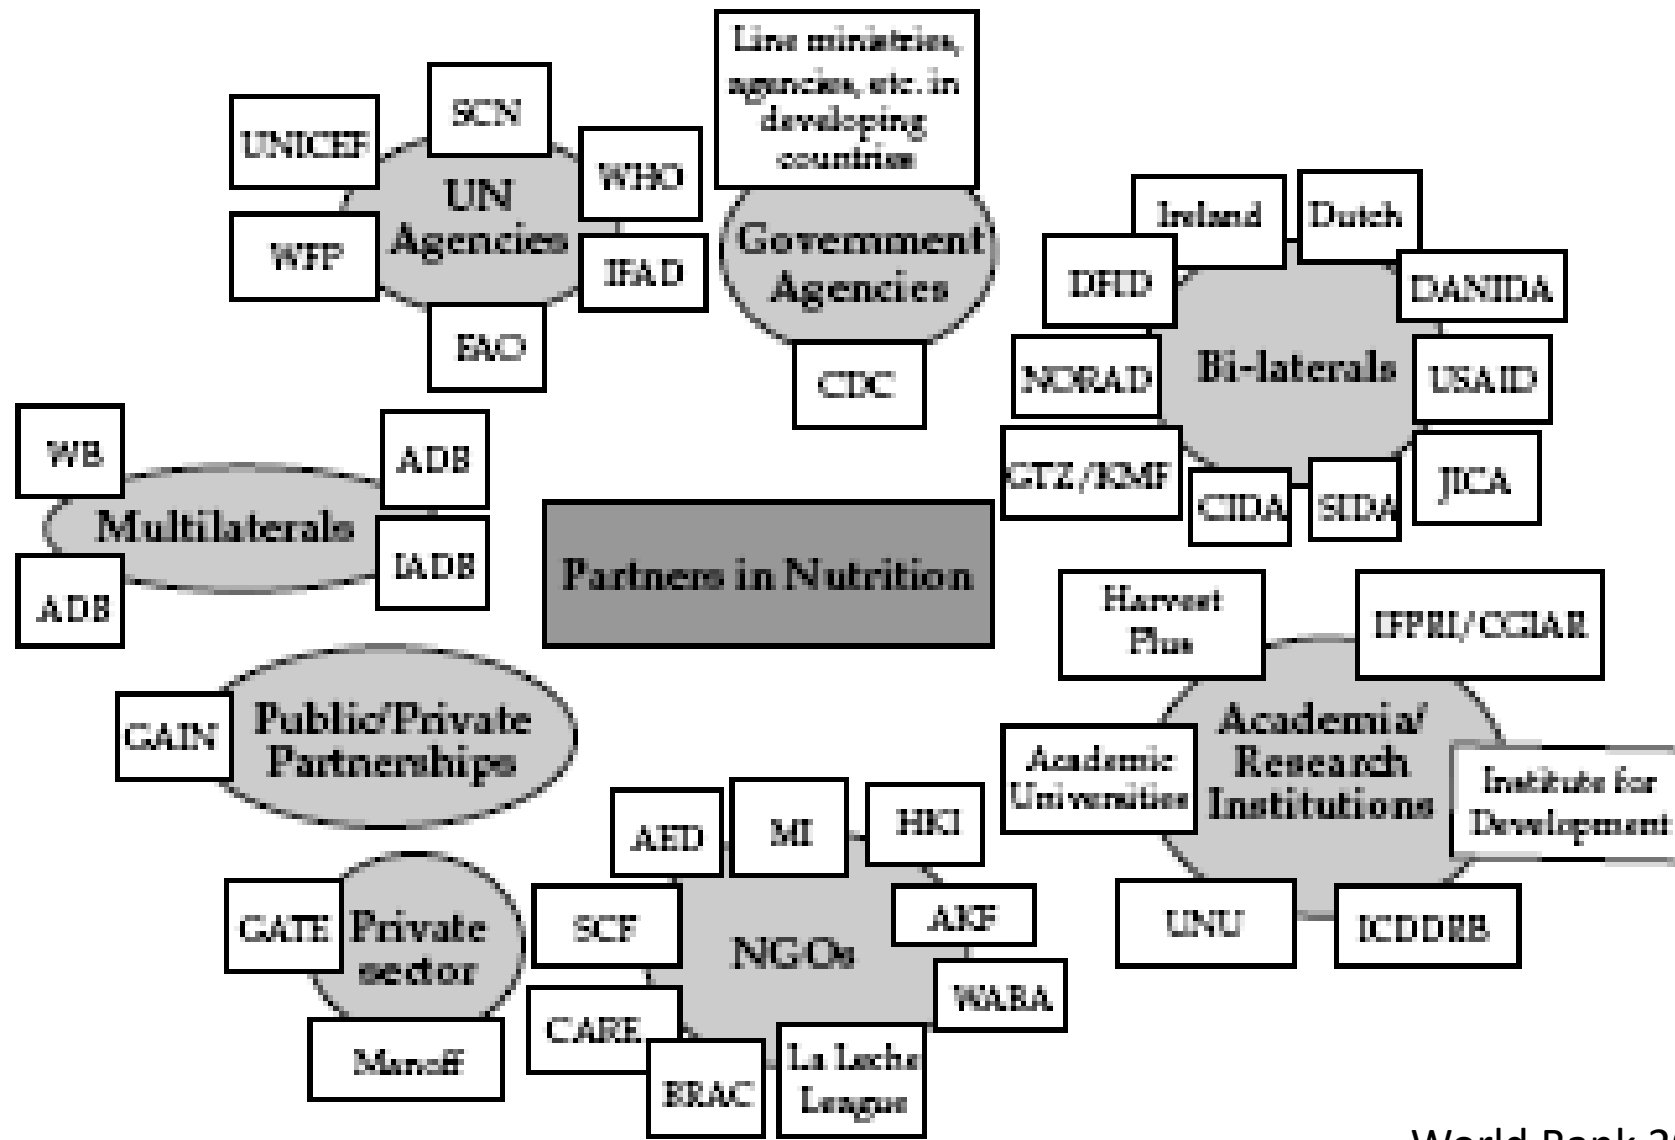 Line ministries,
agencies, etc. in
developing
countries
SCN
UNICEF
WHO
UN
Agencies
WFP
IFAD
FAO
Government
Agencies
CDC
Ireland
Dutch
DFID
DANIDA
NORAD
Bi-laterals
USAID
GTZ/KMF
CIDA
SIDA
JICA
WB
ADB
Multilaterals
ADB
IADB
Partners in Nutrition
Harvest
Plus
IFPRI/CGIAR
Academia/
Research
Institutions
Academic
Universities
Institute for
Development
UNU
ICDDRB
GAIN
Public/Private
Partnerships
AED
MI
HKI
GATE
Private
sector
Manoff
SCF
NGOs
AKF
WABA
CARE
BRAC
La Leche
League
World Bank